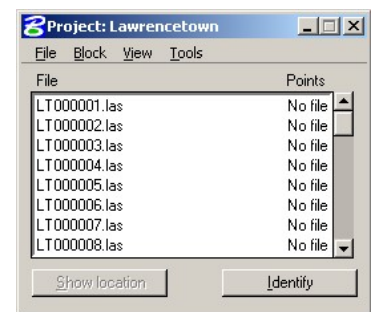 Project: Lawrencetown
File Block View Tools
File Points
LT000001.las No file
LT000002.las No file
LT000003.las No file
LT000004.las No file
LT000005.las No file
LT000006.las No file
LT000007.las No file
LT000008.las No file
Show location Identify